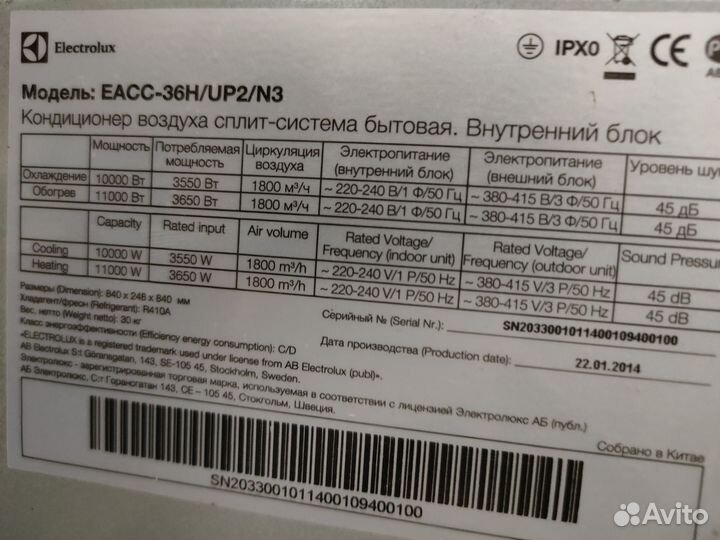 Electrolux
IPX0
CE
Модель: EACC-36H/UP2/N3
Кондиционер воздуха сплит-система бытовая. Внутренний блок
Мощность Потребляемая мощность Циркуляция воздуха Электропитание (внутренний блок) Электропитание (внешний блок) Уровень шу
Охлаждение 10000 Вт 3550 Вт 1800 м³/ч ~ 220-240 В/1 Ф/50 Гц ~ 380-415 В/3 Ф/50 Гц 45 дБ
Обогрев 11000 Вт 3650 Вт 1800 м³/ч ~ 220-240 В/1 Ф/50 Гц ~ 380-415 В/3 Ф/50 Гц 45 дБ
Capacity Rated input Air volume Rated Voltage/ Frequency (indoor unit) Rated Voltage/ Frequency (outdoor unit) Sound Pressu
Cooling 10000 W 3550 W 1800 m³/h ~ 220-240 V/1 P/50 Hz ~ 380-415 V/3 P/50 Hz 45 dB
Heating 11000 W 3650 W 1800 m³/h ~ 220-240 V/1 P/50 Hz ~ 380-415 V/3 P/50 Hz 45 dB
Размеры (Dimension): 840 x 246 x 840 мм
Хладагент/фреон (Refrigerant): R410A
Вес, нетто (Weight netto): 30 кг
Класс энергоэффективности (Efficiency energy consumption): C/D
Серийный № (Serial Nr.): SN2033001011400109400100
Дата производства (Production date): 22.01.2014
«ELECTROLUX is a registered trademark used under license from AB Electrolux (publ)».
AB Electrolux S:t Göransgatan, 143, SE-105 45, Stockholm, Sweden.
Электролюкс - зарегистрированная торговая марка, используемая в соответствии с лицензией Электролюкс АБ (публ.)
АБ Электролюкс, С:т Горансгатан 143, СЕ – 105 45, Стокгольм, Швеция.
Собрано в Китае
SN2033001011400109400100
Avito